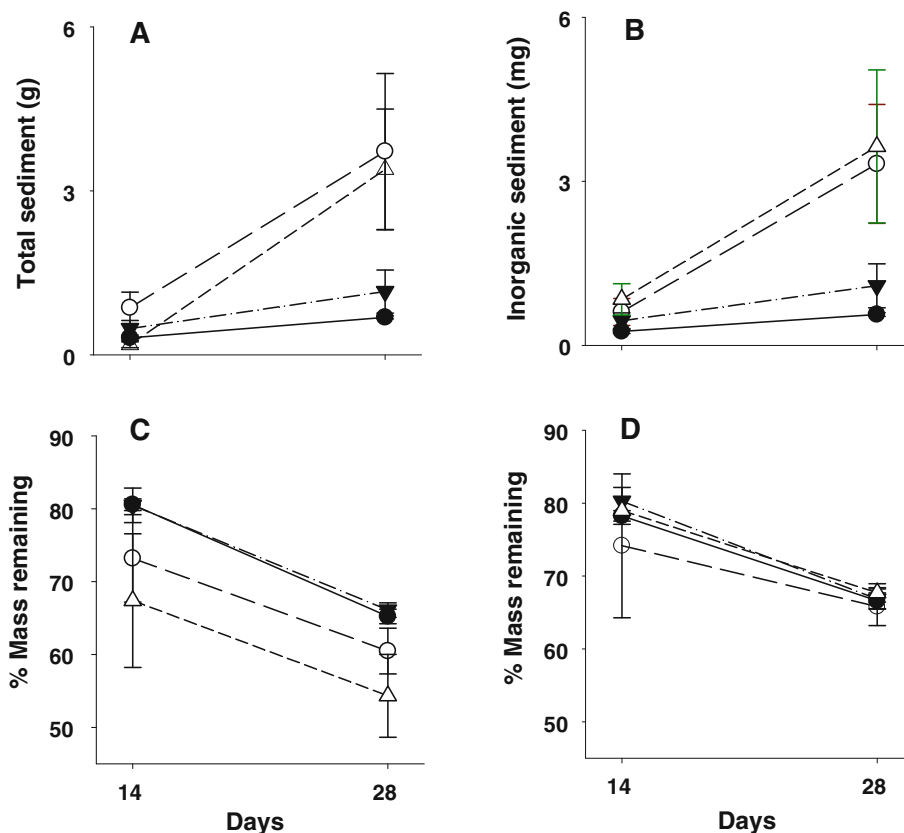 A
Total sediment (g)
6
3
0
B
Inorganic sediment (mg)
6
3
0
C
% Mass remaining
90
80
70
60
50
14
28
Days
D
% Mass remaining
90
80
70
60
50
14
28
Days